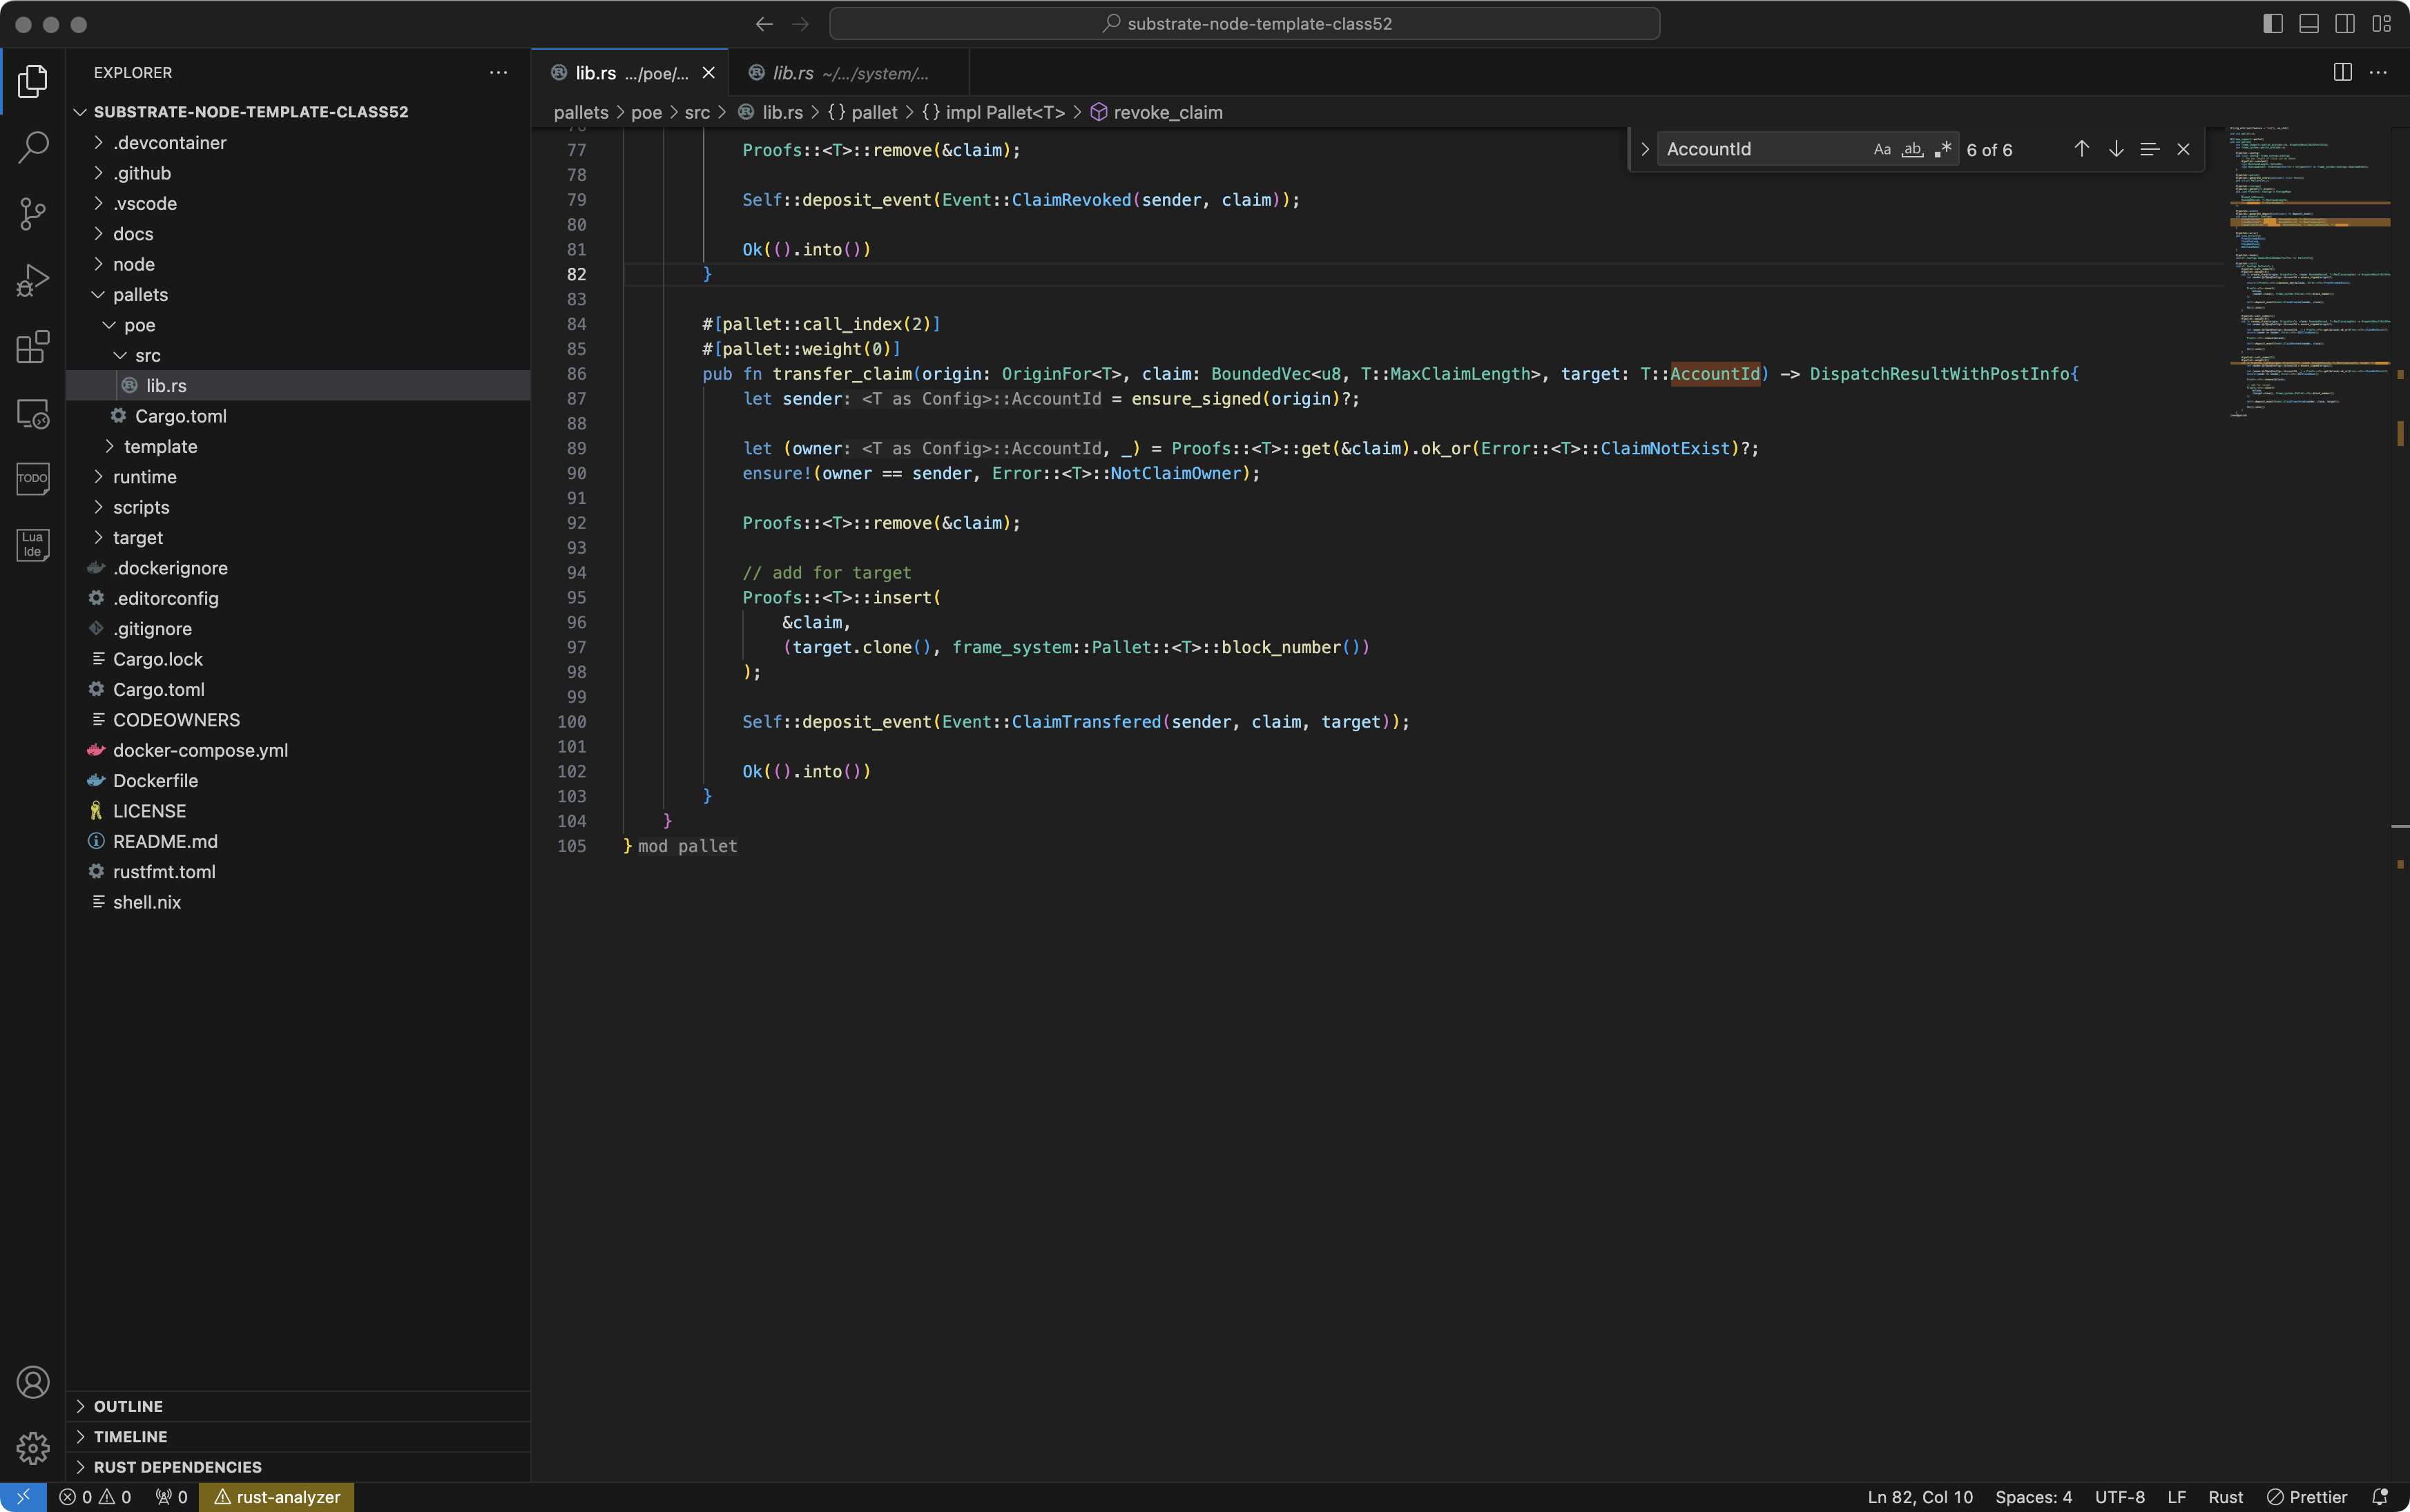 substrate-node-template-class52
EXPLORER
SUBSTRATE-NODE-TEMPLATE-CLASS52
.devcontainer
.github
.vscode
docs
node
pallets
poe
src
lib.rs
Cargo.toml
template
runtime
scripts
target
.dockerignore
.editorconfig
.gitignore
Cargo.lock
Cargo.toml
CODEOWNERS
docker-compose.yml
Dockerfile
LICENSE
README.md
rustfmt.toml
shell.nix
OUTLINE
TIMELINE
RUST DEPENDENCIES
TODO
Lua
Ide
lib.rs .../poe/...
lib.rs ~/.../system/...
pallets > poe > src > lib.rs > {} pallet > {} impl Pallet<T> > revoke_claim
AccountId Aa ab 6 of 6
77 Proofs::<T>::remove(&claim);
78
79 Self::deposit_event(Event::ClaimRevoked(sender, claim));
80
81 Ok(().into())
82 }
83
84 #[pallet::call_index(2)]
85 #[pallet::weight(0)]
86 pub fn transfer_claim(origin: OriginFor<T>, claim: BoundedVec<u8, T::MaxClaimLength>, target: T::AccountId) -> DispatchResultWithPostInfo{
87 let sender: <T as Config>::AccountId = ensure_signed(origin)?;
88
89 let (owner: <T as Config>::AccountId, _) = Proofs::<T>::get(&claim).ok_or(Error::<T>::ClaimNotExist)?;
90 ensure!(owner == sender, Error::<T>::NotClaimOwner);
91
92 Proofs::<T>::remove(&claim);
93
94 // add for target
95 Proofs::<T>::insert(
96 &claim,
97 (target.clone(), frame_system::Pallet::<T>::block_number())
98 );
99
100 Self::deposit_event(Event::ClaimTransfered(sender, claim, target));
101
102 Ok(().into())
103 }
104 }
105 } mod pallet
0 0 0 rust-analyzer
Ln 82, Col 10 Spaces: 4 UTF-8 LF Rust Prettier